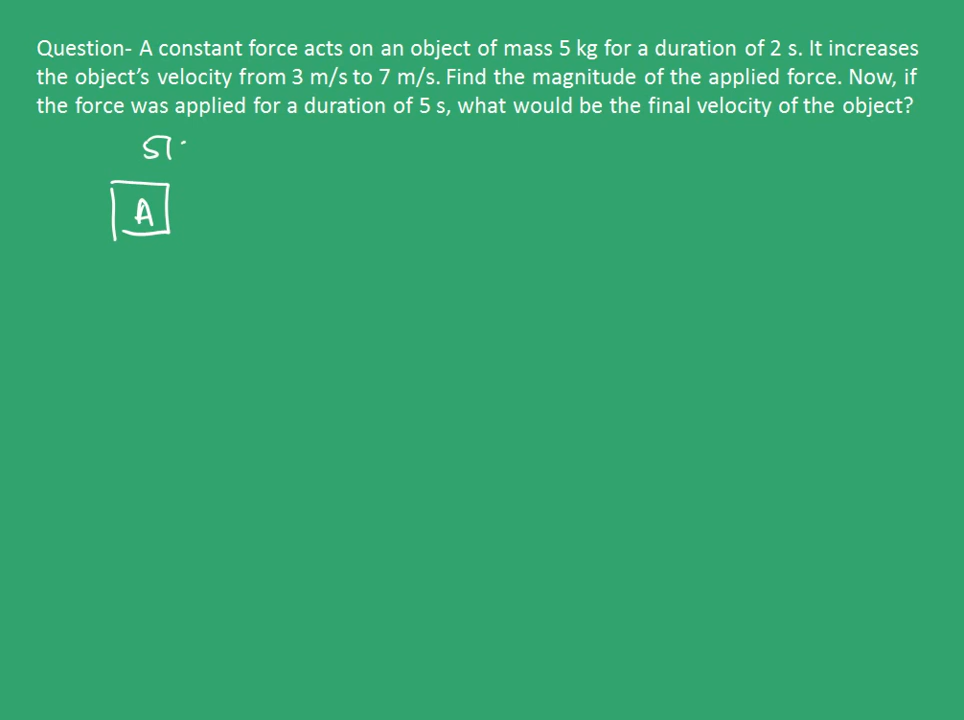 Question- A constant force acts on an object of mass 5 kg for a duration of 2 s. It increases
the object’s velocity from 3 m/s to 7 m/s. Find the magnitude of the applied force. Now, if
the force was applied for a duration of 5 s, what would be the final velocity of the object?
A